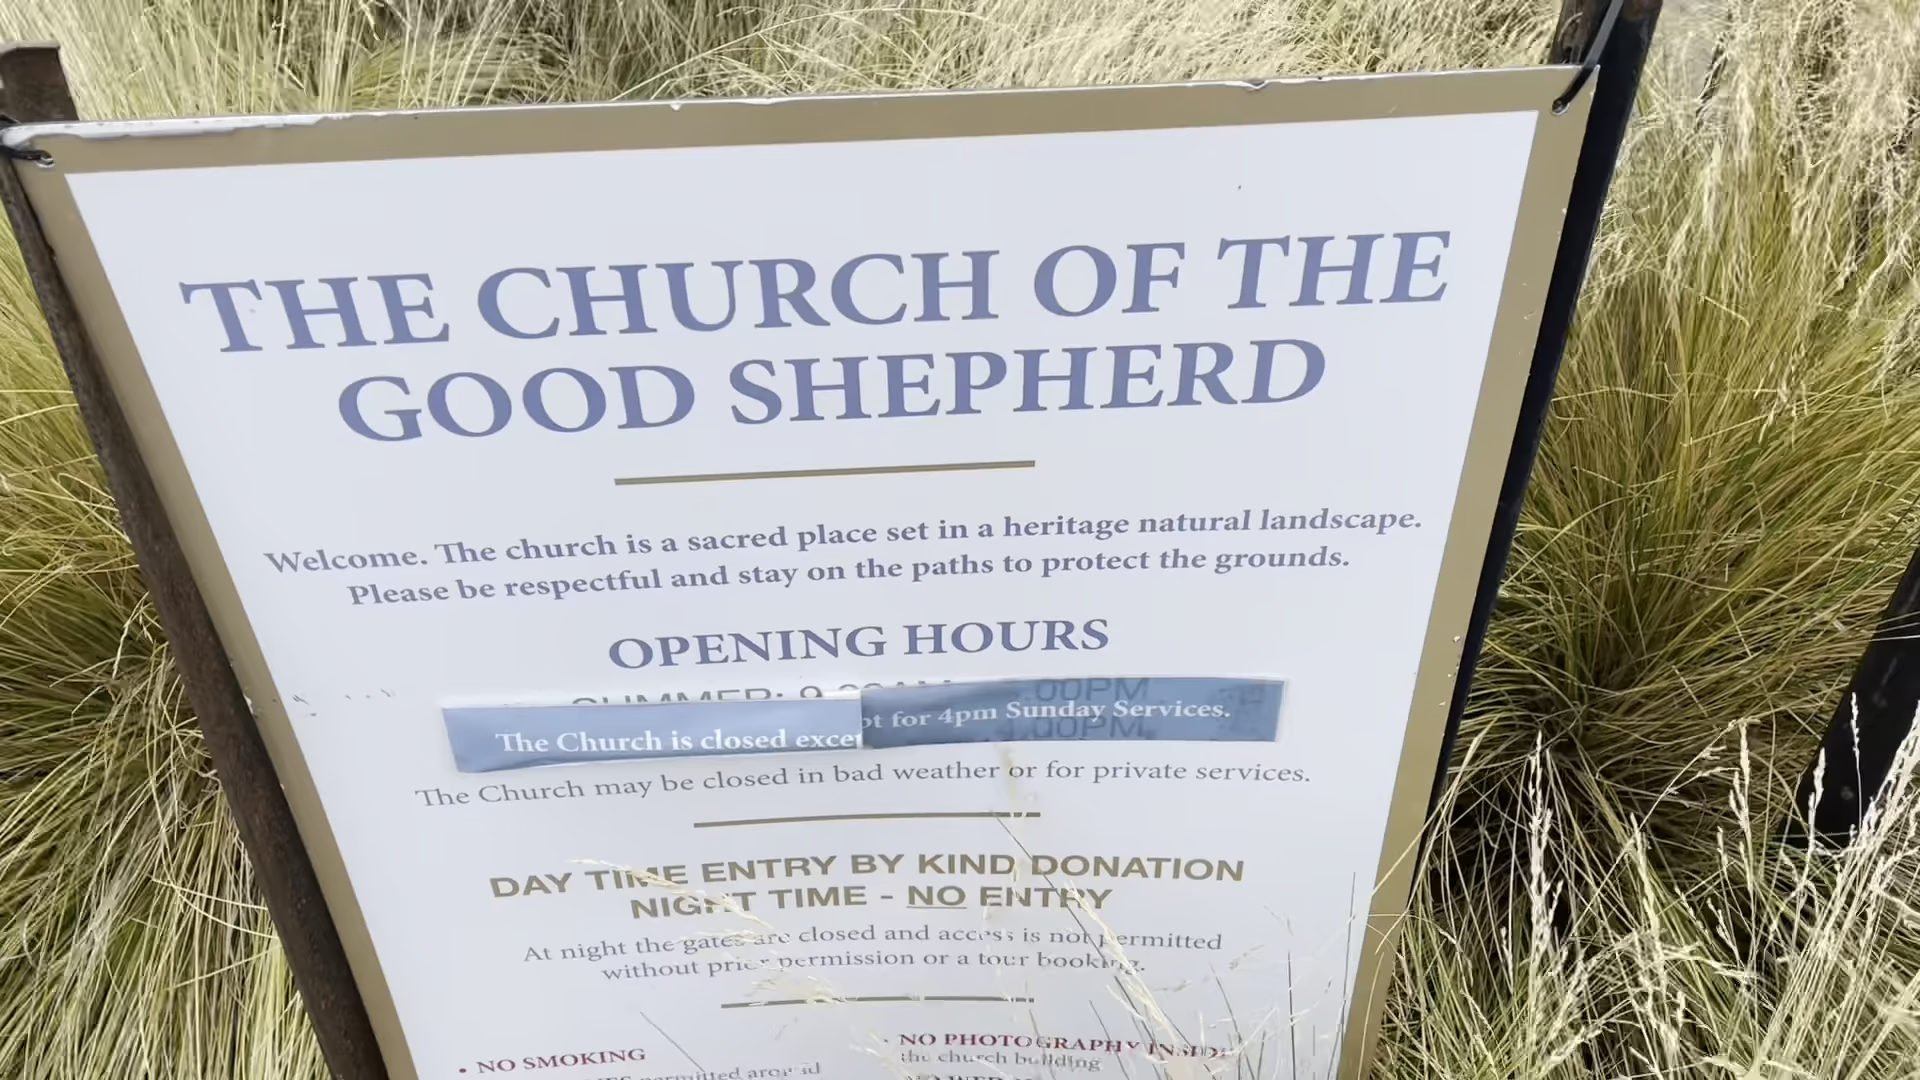 THE CHURCH OF THE
GOOD SHEPHERD
Welcome. The church is a sacred place set in a heritage natural landscape.
Please be respectful and stay on the paths to protect the grounds.
OPENING HOURS
.00PM
The Church is closed except for 4pm Sunday Services.
.00PM
The Church may be closed in bad weather or for private services.
DAY TIME ENTRY BY KIND DONATION
NIGHT TIME - NO ENTRY
At night the gates are closed and access is not permitted
without prior permission or a tour booking.
• NO SMOKING
permitted around
NO PHOTOGRAPHY INSIDE
the church building